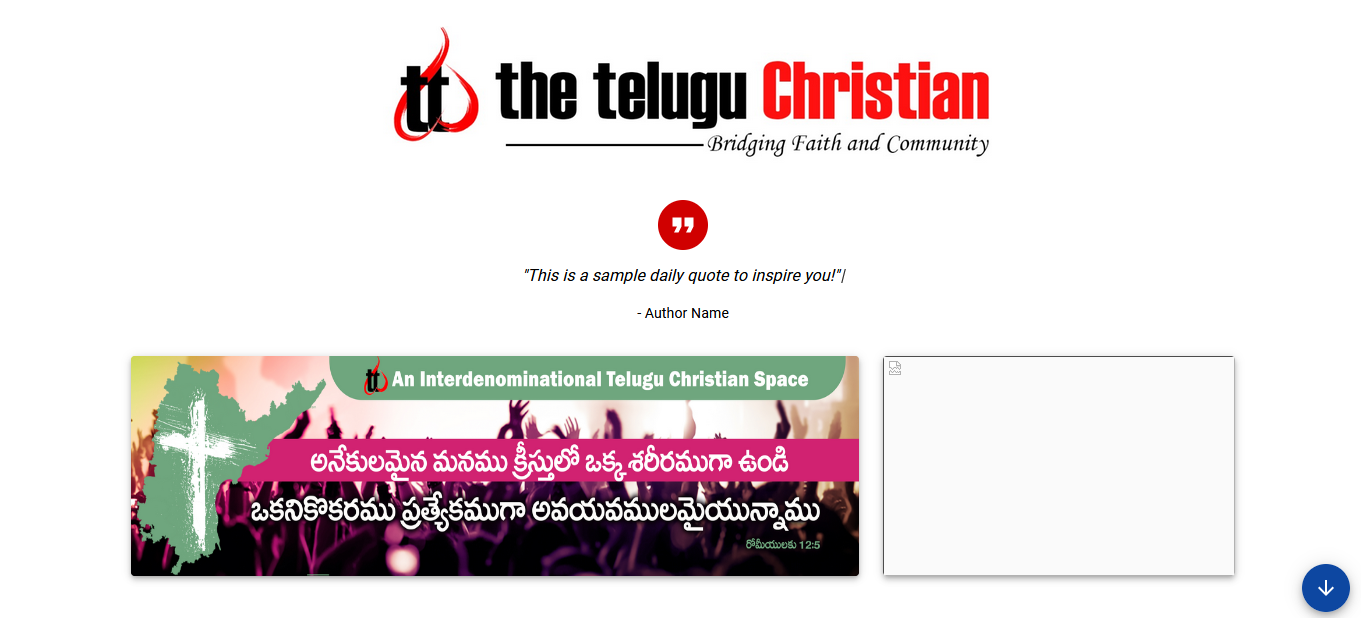 tt the telugu Christian
Bridging Faith and Community
"This is a sample daily quote to inspire you!"
- Author Name
tt An Interdenominational Telugu Christian Space
అనేకులమైన మనము క్రీస్తులో ఒక్క శరీరముగా ఉండి
ఒకనికొకరము ప్రత్యేకముగా అవయవములమైయున్నాము
రోమీయులకు 12:5